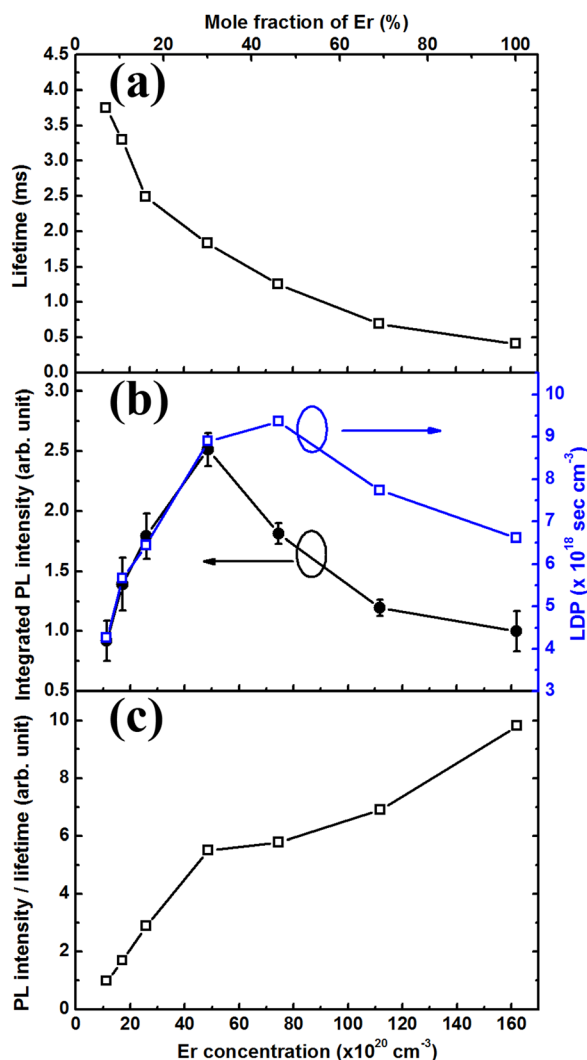 Mole fraction of Er (%)
0 20 40 60 80 100
(a)
Lifetime (ms)
4.5
4.0
3.5
3.0
2.5
2.0
1.5
1.0
0.5
0.0
(b)
Integrated PL intensity (arb. unit)
3.0
2.5
2.0
1.5
1.0
0.5
10
9
8
7
6
5
4
3
LDP (x 10¹⁸ sec cm⁻³)
(c)
PL intensity / lifetime (arb. unit)
10
8
6
4
2
0
0 20 40 60 80 100 120 140 160
Er concentration (x10²⁰ cm⁻³)